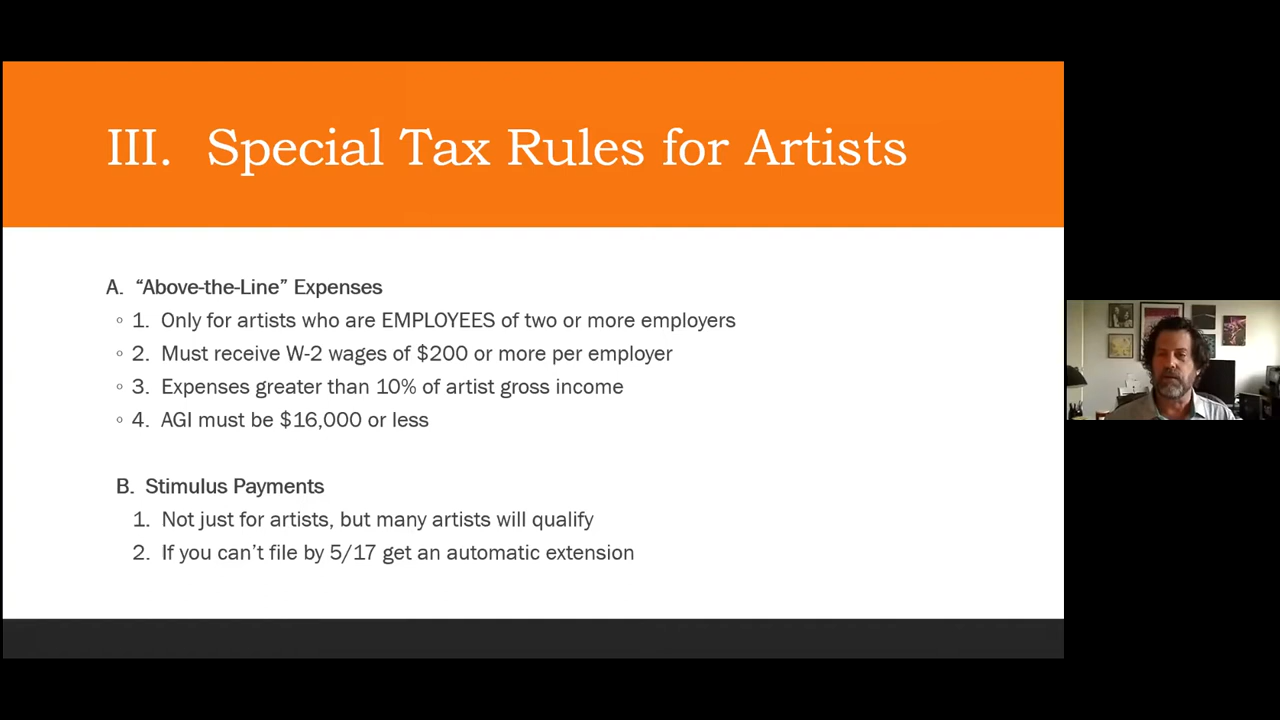 III. Special Tax Rules for Artists
A. “Above-the-Line” Expenses
◦ 1. Only for artists who are EMPLOYEES of two or more employers
◦ 2. Must receive W-2 wages of $200 or more per employer
◦ 3. Expenses greater than 10% of artist gross income
◦ 4. AGI must be $16,000 or less
B. Stimulus Payments
1. Not just for artists, but many artists will qualify
2. If you can’t file by 5/17 get an automatic extension